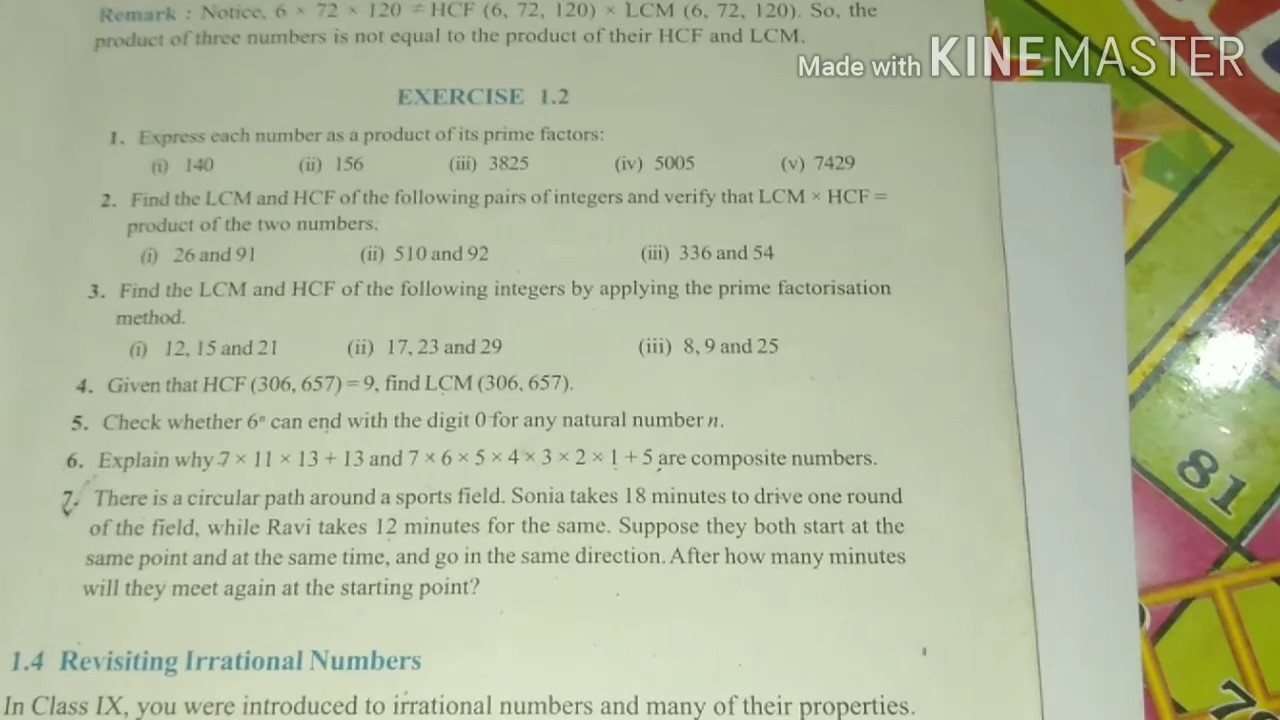 Remark : Notice, 6 × 72 × 120 ≠ HCF (6, 72, 120) × LCM (6, 72, 120). So, the
product of three numbers is not equal to the product of their HCF and LCM.
Made with KINEMASTER
EXERCISE 1.2
1. Express each number as a product of its prime factors:
(i) 140 (ii) 156 (iii) 3825 (iv) 5005 (v) 7429
2. Find the LCM and HCF of the following pairs of integers and verify that LCM × HCF =
product of the two numbers.
(i) 26 and 91 (ii) 510 and 92 (iii) 336 and 54
3. Find the LCM and HCF of the following integers by applying the prime factorisation
method.
(i) 12, 15 and 21 (ii) 17, 23 and 29 (iii) 8, 9 and 25
4. Given that HCF (306, 657) = 9, find LCM (306, 657).
5. Check whether 6ⁿ can end with the digit 0 for any natural number n.
6. Explain why 7 × 11 × 13 + 13 and 7 × 6 × 5 × 4 × 3 × 2 × 1 + 5 are composite numbers.
7. There is a circular path around a sports field. Sonia takes 18 minutes to drive one round
of the field, while Ravi takes 12 minutes for the same. Suppose they both start at the
same point and at the same time, and go in the same direction. After how many minutes
will they meet again at the starting point?
1.4 Revisiting Irrational Numbers
In Class IX, you were introduced to irrational numbers and many of their properties.
81